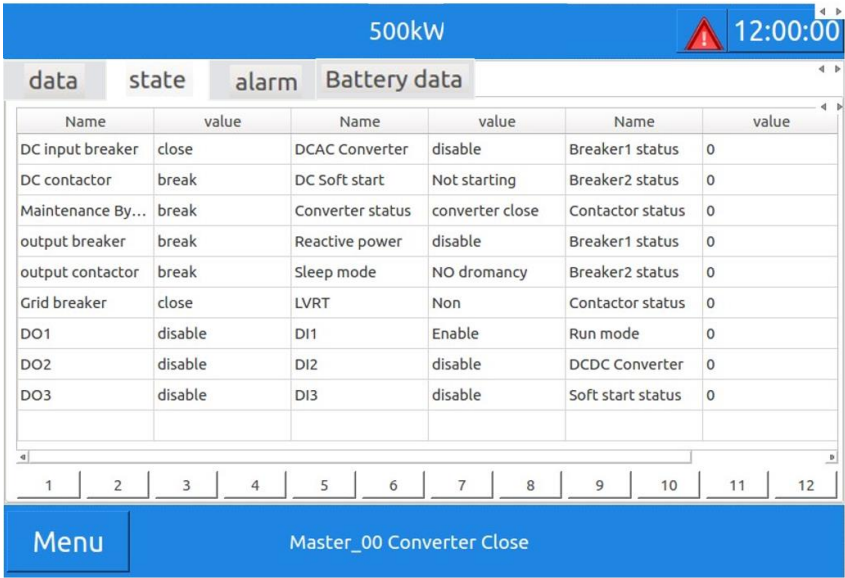 500kW 12:00:00
data state alarm Battery data
Name value Name value Name value
DC input breaker close DCAC Converter disable Breaker1 status 0
DC contactor break DC Soft start Not starting Breaker2 status 0
Maintenance By... break Converter status converter close Contactor status 0
output breaker break Reactive power disable Breaker1 status 0
output contactor break Sleep mode NO dromancy Breaker2 status 0
Grid breaker close LVRT Non Contactor status 0
DO1 disable DI1 Enable Run mode 0
DO2 disable DI2 disable DCDC Converter 0
DO3 disable DI3 disable Soft start status 0
1 2 3 4 5 6 7 8 9 10 11 12
Menu Master_00 Converter Close